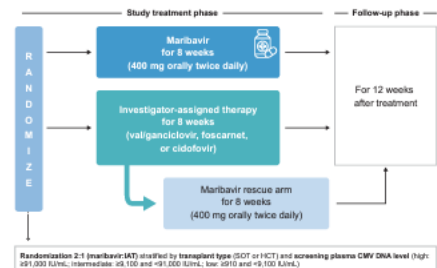 Study treatment phase
Follow-up phase
RANDOMIZE
Maribavir
for 8 weeks
(400 mg orally twice daily)
Investigator-assigned therapy
for 8 weeks
(val/ganciclovir, foscarnet,
or cidofovir)
Maribavir rescue arm
for 8 weeks
(400 mg orally twice daily)
For 12 weeks
after treatment
Randomization 2:1 (maribavir:IAT) stratified by transplant type (SOT or HCT) and screening plasma CMV DNA level (high:
≥91,000 IU/mL; intermediate: ≥9,100 and <91,000 IU/mL; low: ≥910 and <9,100 IU/mL)